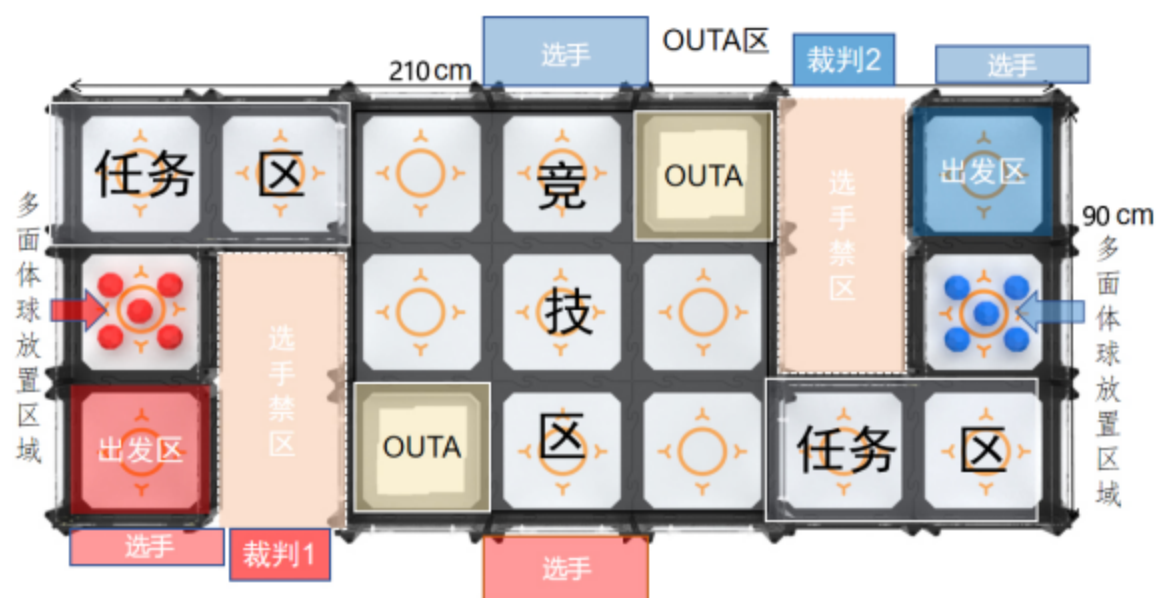 选手
OUTA区
裁判2
选手
210 cm
任务区
竞技区
OUTA
选手禁区
出发区
90 cm
多面体球放置区域
多面体球放置区域
选手禁区
出发区
OUTA
任务区
选手
裁判1
选手